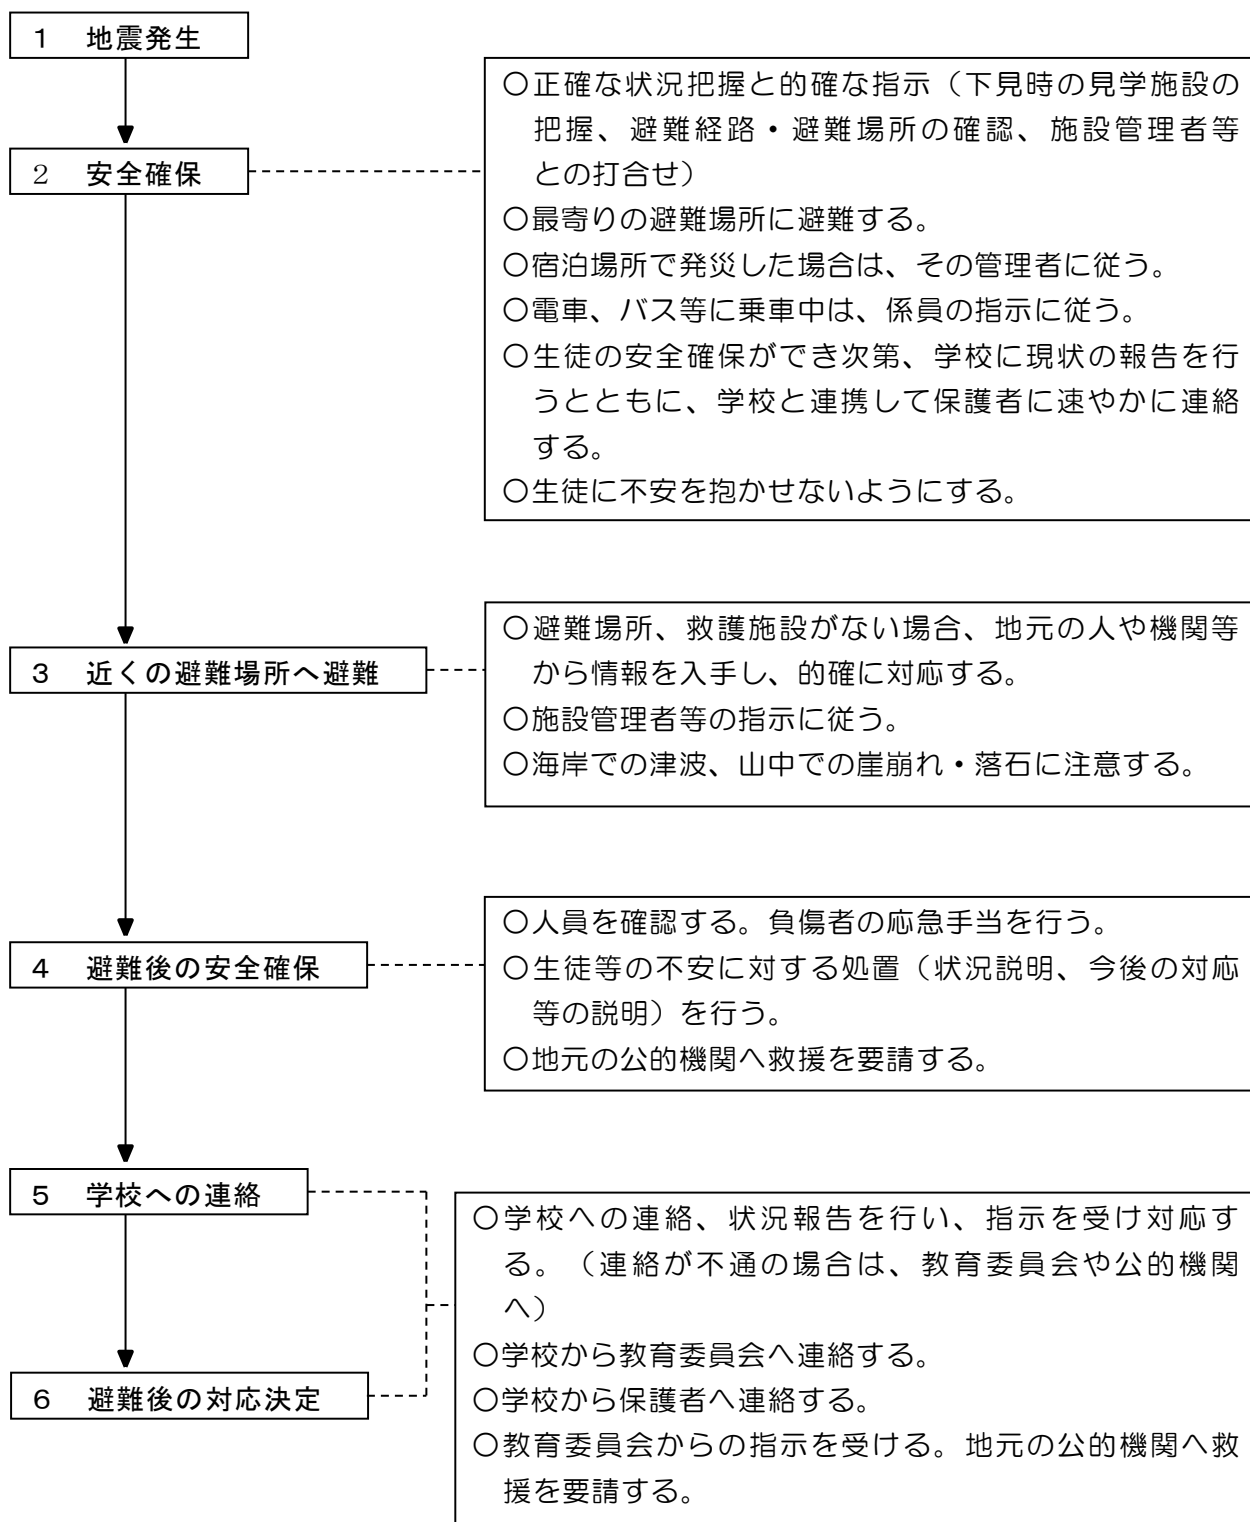 １　地震発生
２　安全確保
〇正確な状況把握と的確な指示（下見時の見学施設の
把握、避難経路・避難場所の確認、施設管理者等
との打合せ）
〇最寄りの避難場所に避難する。
〇宿泊場所で発災した場合は、その管理者に従う。
〇電車、バス等に乗車中は、係員の指示に従う。
〇生徒の安全確保ができ次第、学校に現状の報告を行
うとともに、学校と連携して保護者に速やかに連絡
する。
〇生徒に不安を抱かせないようにする。
３　近くの避難場所へ避難
〇避難場所、救護施設がない場合、地元の人や機関等
から情報を入手し、的確に対応する。
〇施設管理者等の指示に従う。
〇海岸での津波、山中での崖崩れ・落石に注意する。
４　避難後の安全確保
〇人員を確認する。負傷者の応急手当を行う。
〇生徒等の不安に対する処置（状況説明、今後の対応
等の説明）を行う。
〇地元の公的機関へ救援を要請する。
５　学校への連絡
６　避難後の対応決定
〇学校への連絡、状況報告を行い、指示を受け対応す
る。（連絡が不通の場合は、教育委員会や公的機関
へ）
〇学校から教育委員会へ連絡する。
〇学校から保護者へ連絡する。
〇教育委員会からの指示を受ける。地元の公的機関へ救
援を要請する。